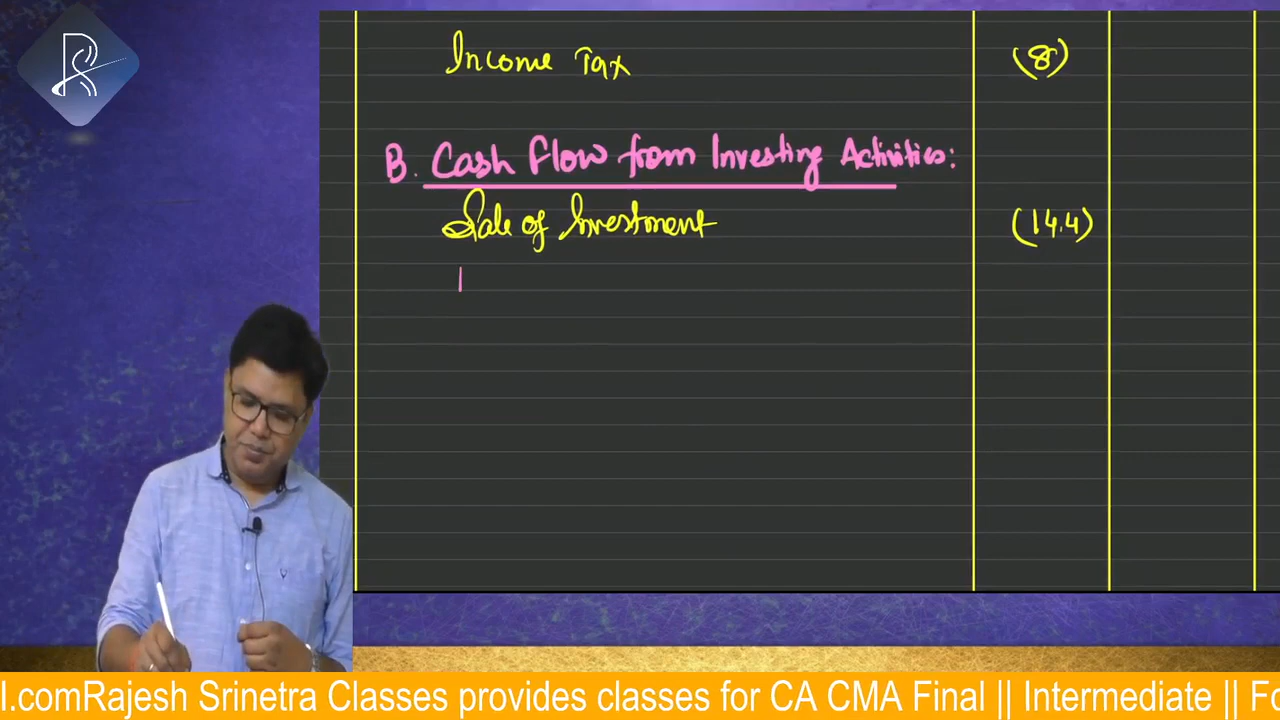 Income Tax (8)
B. Cash Flow from Investing Activities:
Sale of Investment (14.4)
l.comRajesh Srinetra Classes provides classes for CA CMA Final || Intermediate || Fo